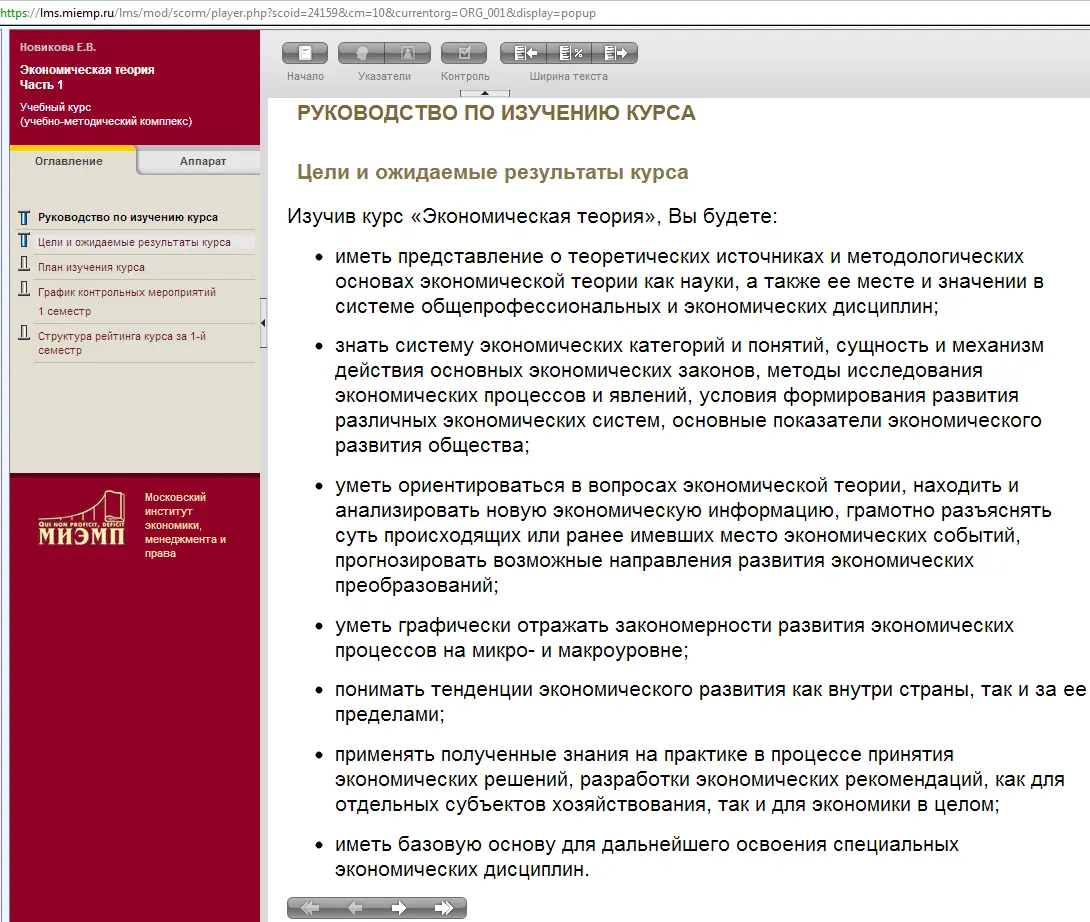 https://lms.miemp.ru/lms/mod/scorm/player.php?scoid=24159&cm=10&currentorg=ORG_001&display=popup
Новикова Е.В.
Экономическая теория
Часть 1
Учебный курс
(учебно-методический комплекс)
Оглавление
Аппарат
Руководство по изучению курса
Цели и ожидаемые результаты курса
План изучения курса
График контрольных мероприятий
1 семестр
Структура рейтинга курса за 1-й
семестр
QUI NON PROFICIT, DEFICIT
МИЭМП
Московский
институт
экономики,
менеджмента и
права
Начало
Указатели
Контроль
Ширина текста
%
РУКОВОДСТВО ПО ИЗУЧЕНИЮ КУРСА
Цели и ожидаемые результаты курса
Изучив курс «Экономическая теория», Вы будете:
• иметь представление о теоретических источниках и методологических
основах экономической теории как науки, а также ее месте и значении в
системе общепрофессиональных и экономических дисциплин;
• знать систему экономических категорий и понятий, сущность и механизм
действия основных экономических законов, методы исследования
экономических процессов и явлений, условия формирования развития
различных экономических систем, основные показатели экономического
развития общества;
• уметь ориентироваться в вопросах экономической теории, находить и
анализировать новую экономическую информацию, грамотно разъяснять
суть происходящих или ранее имевших место экономических событий,
прогнозировать возможные направления развития экономических
преобразований;
• уметь графически отражать закономерности развития экономических
процессов на микро- и макроуровне;
• понимать тенденции экономического развития как внутри страны, так и за ее
пределами;
• применять полученные знания на практике в процессе принятия
экономических решений, разработки экономических рекомендаций, как для
отдельных субъектов хозяйствования, так и для экономики в целом;
• иметь базовую основу для дальнейшего освоения специальных
экономических дисциплин.